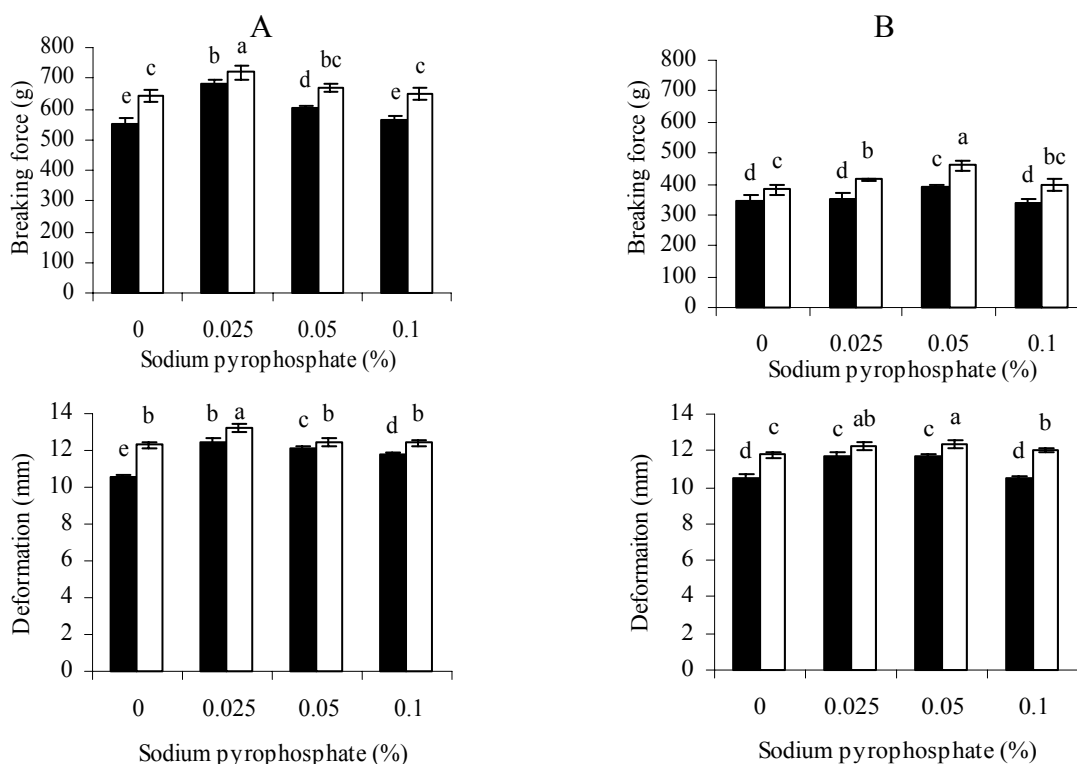 A
B
Breaking force (g)
800
700
600
500
400
300
200
100
0
e c b a d bc e c
0 0.025 0.05 0.1
Sodium pyrophosphate (%)
Breaking force (g)
800
700
600
500
400
300
200
100
0
d c d b c a d bc
0 0.025 0.05 0.1
Sodium pyrophosphate (%)
Deformation (mm)
14
12
10
8
6
4
2
0
e b b a c b d b
0 0.025 0.05 0.1
Sodium pyrophosphate (%)
Deformaiton (mm)
14
12
10
8
6
4
2
0
d c c ab c a d b
0 0.025 0.05 0.1
Sodium pyrophosphate (%)